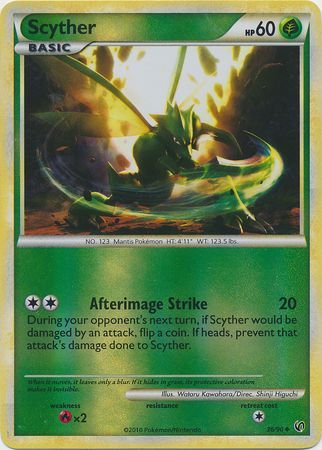 Scyther
HP 60
BASIC
NO. 123 Mantis Pokémon HT: 4'11" WT: 123.5 lbs.
Afterimage Strike 20
During your opponent's next turn, if Scyther would be
damaged by an attack, flip a coin. If heads, prevent that
attack's damage done to Scyther.
When it moves, it leaves only a blur. If it hides in grass, its protective coloration
makes it invisible.
Illus. Wataru Kawahara/Direc. Shinji Higuchi
weakness resistance retreat cost
×2
©2010 Pokémon/Nintendo